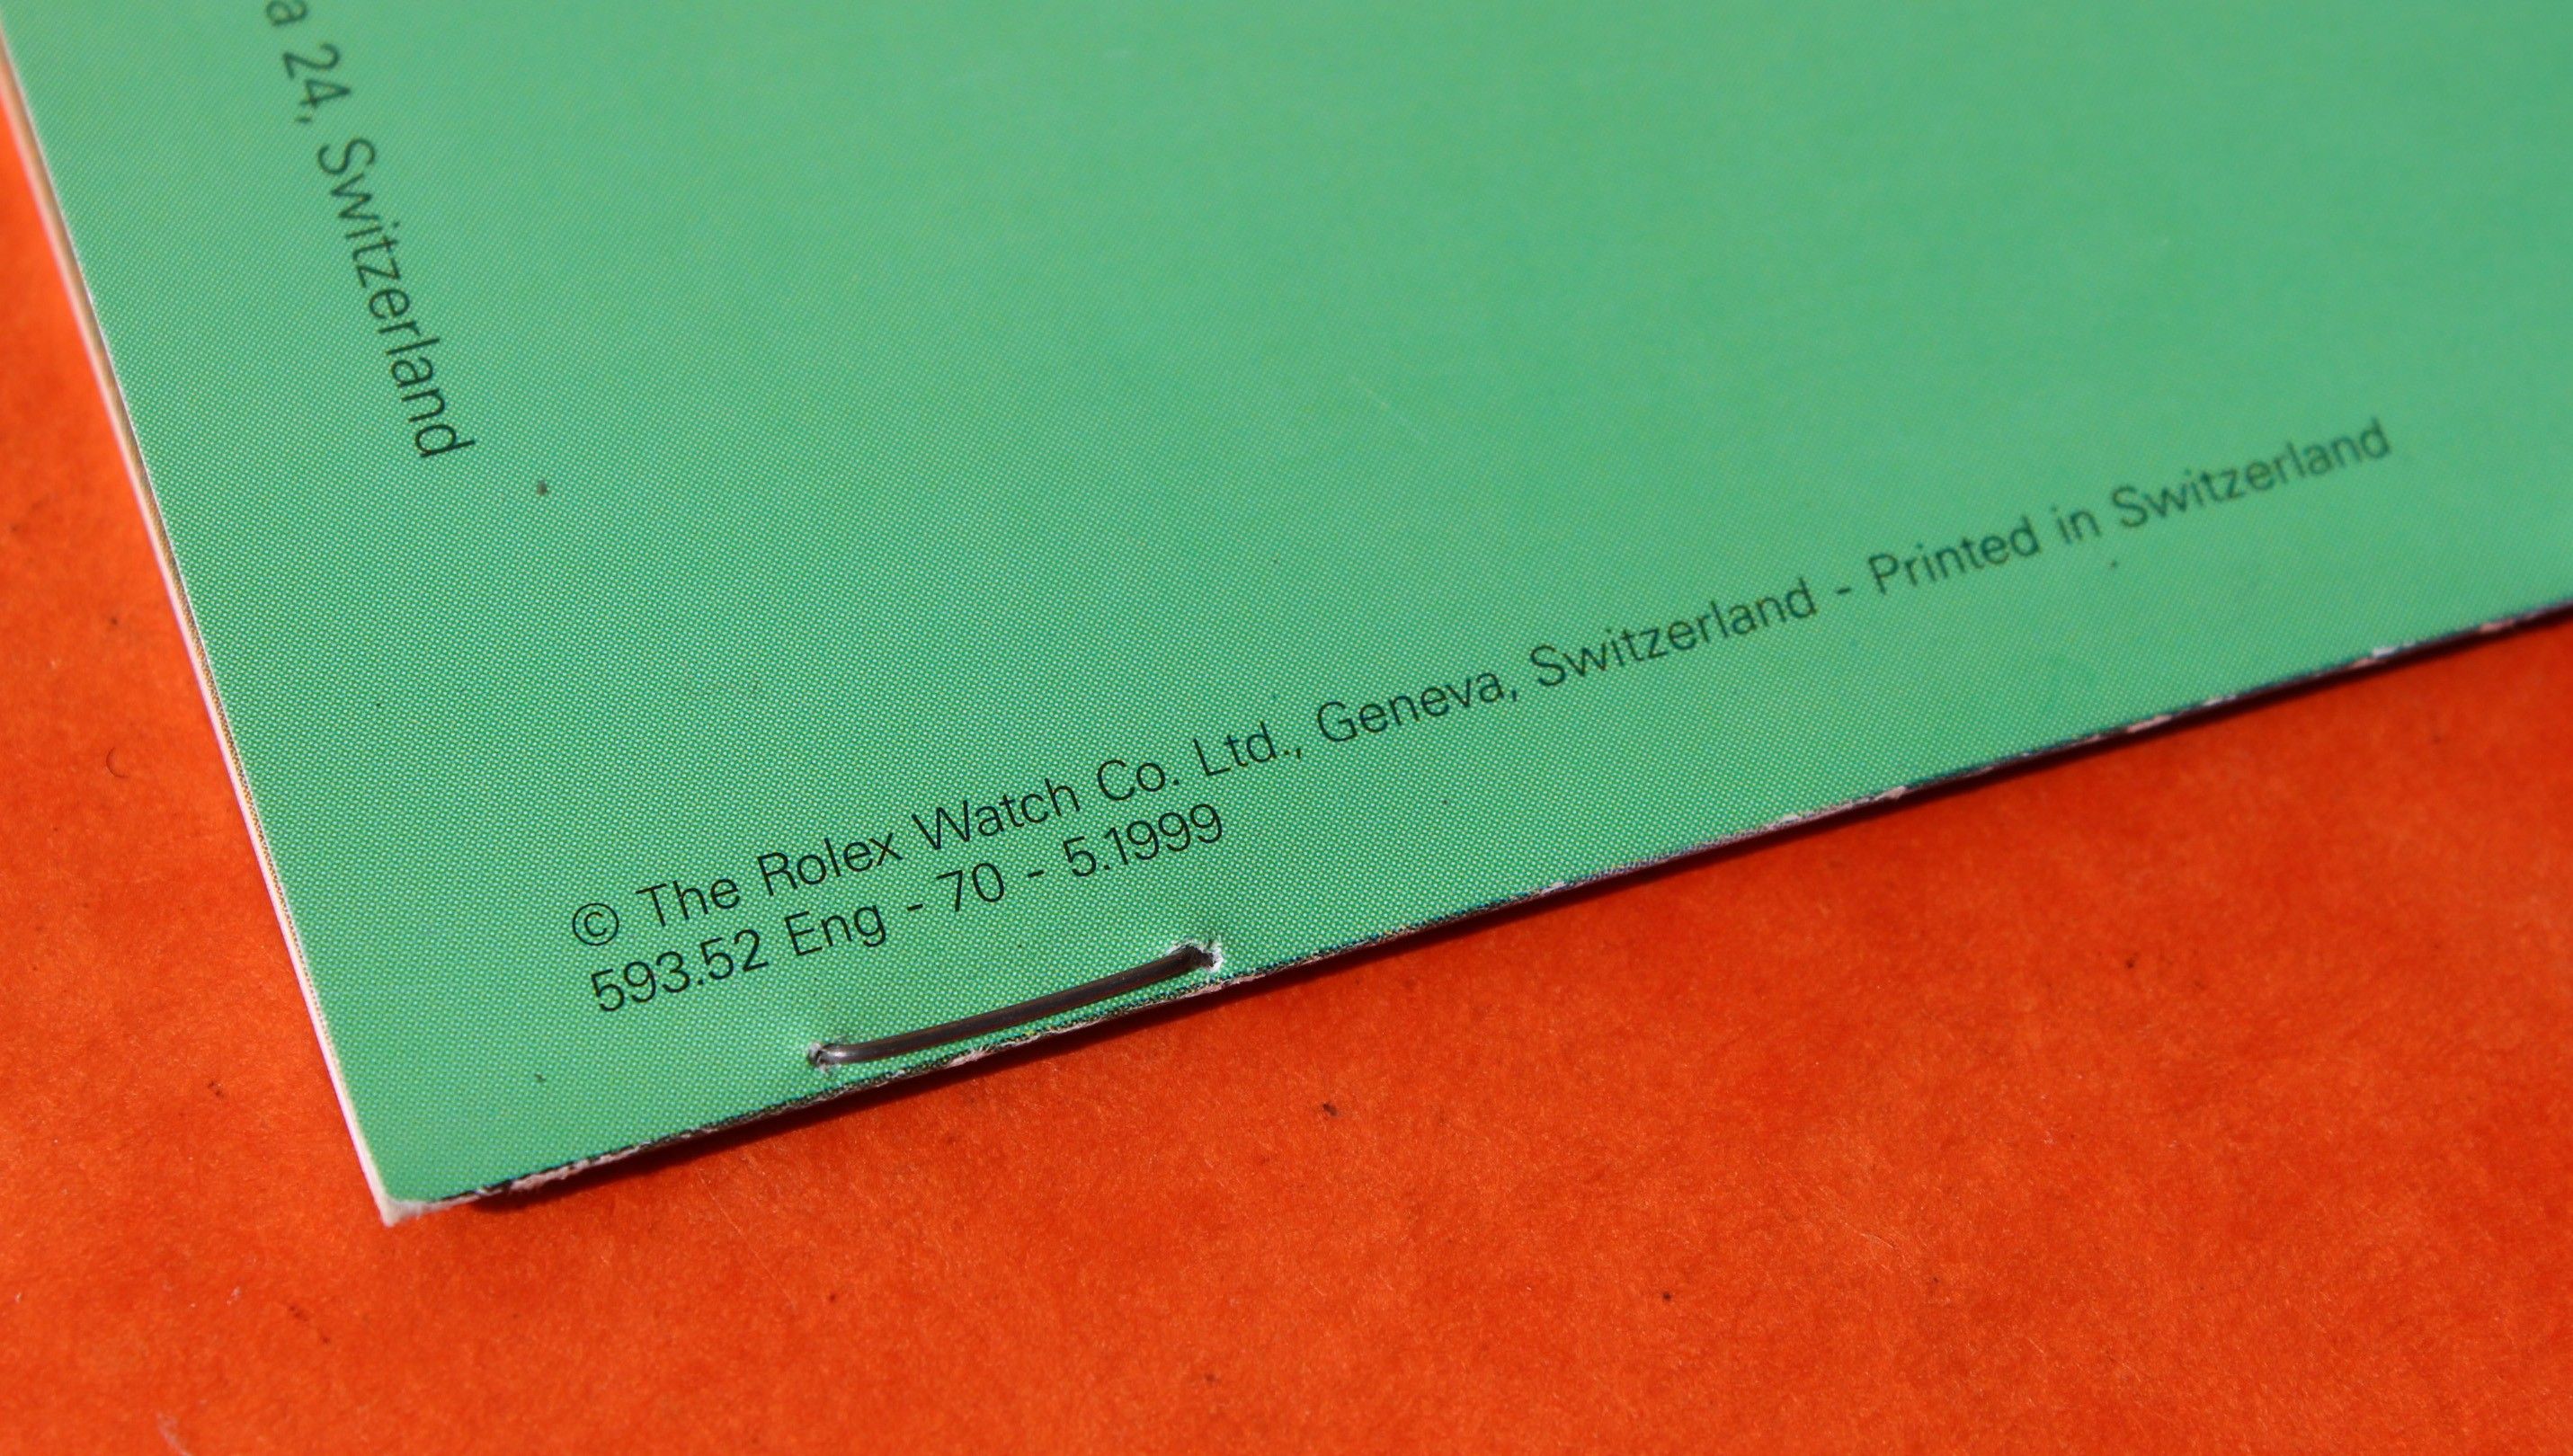 a 24, Switzerland
© The Rolex Watch Co. Ltd., Geneva, Switzerland - Printed in Switzerland
593.52 Eng - 70 - 5.1999